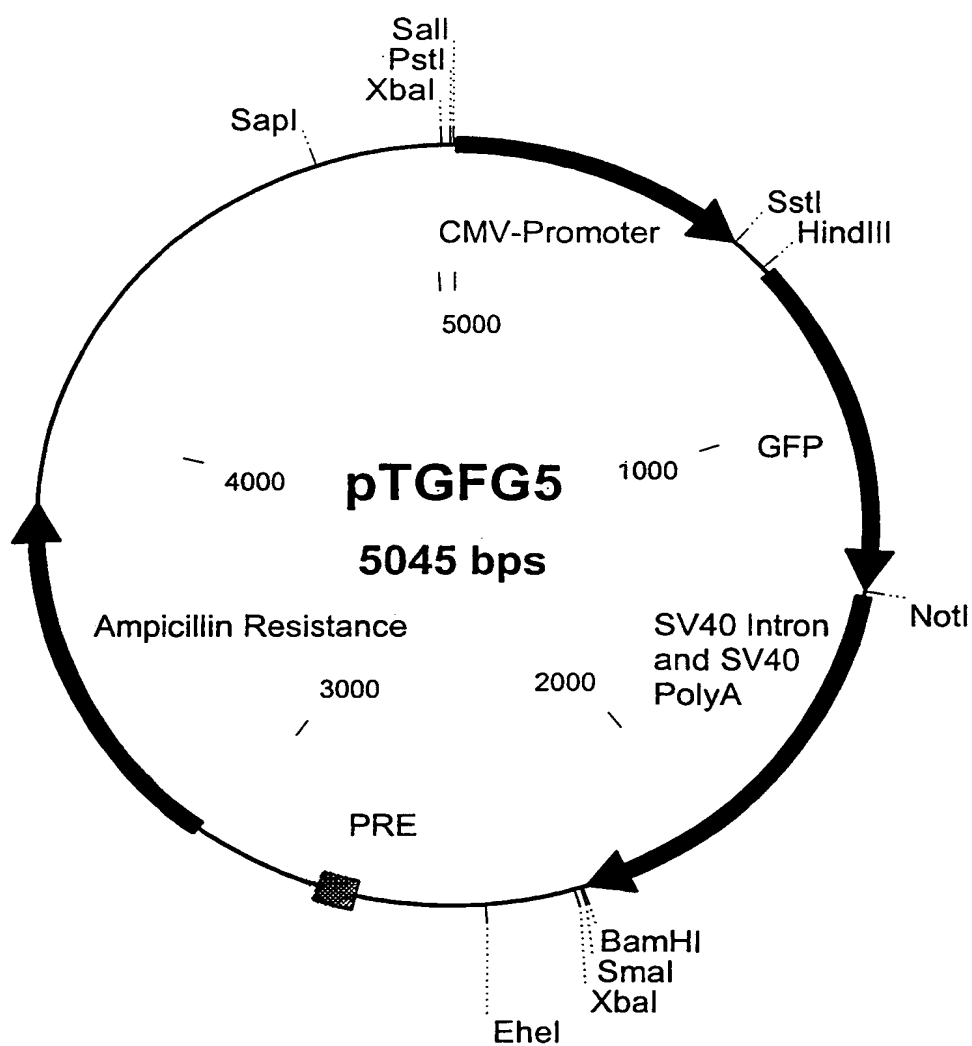 SalI
PstI
XbaI
SapI
SstI
HindIII
CMV-Promoter
5000
GFP
1000
4000
pTGFG5
5045 bps
NotI
Ampicillin Resistance
SV40 Intron
and SV40
PolyA
3000
2000
PRE
BamHI
SmaI
XbaI
EheI